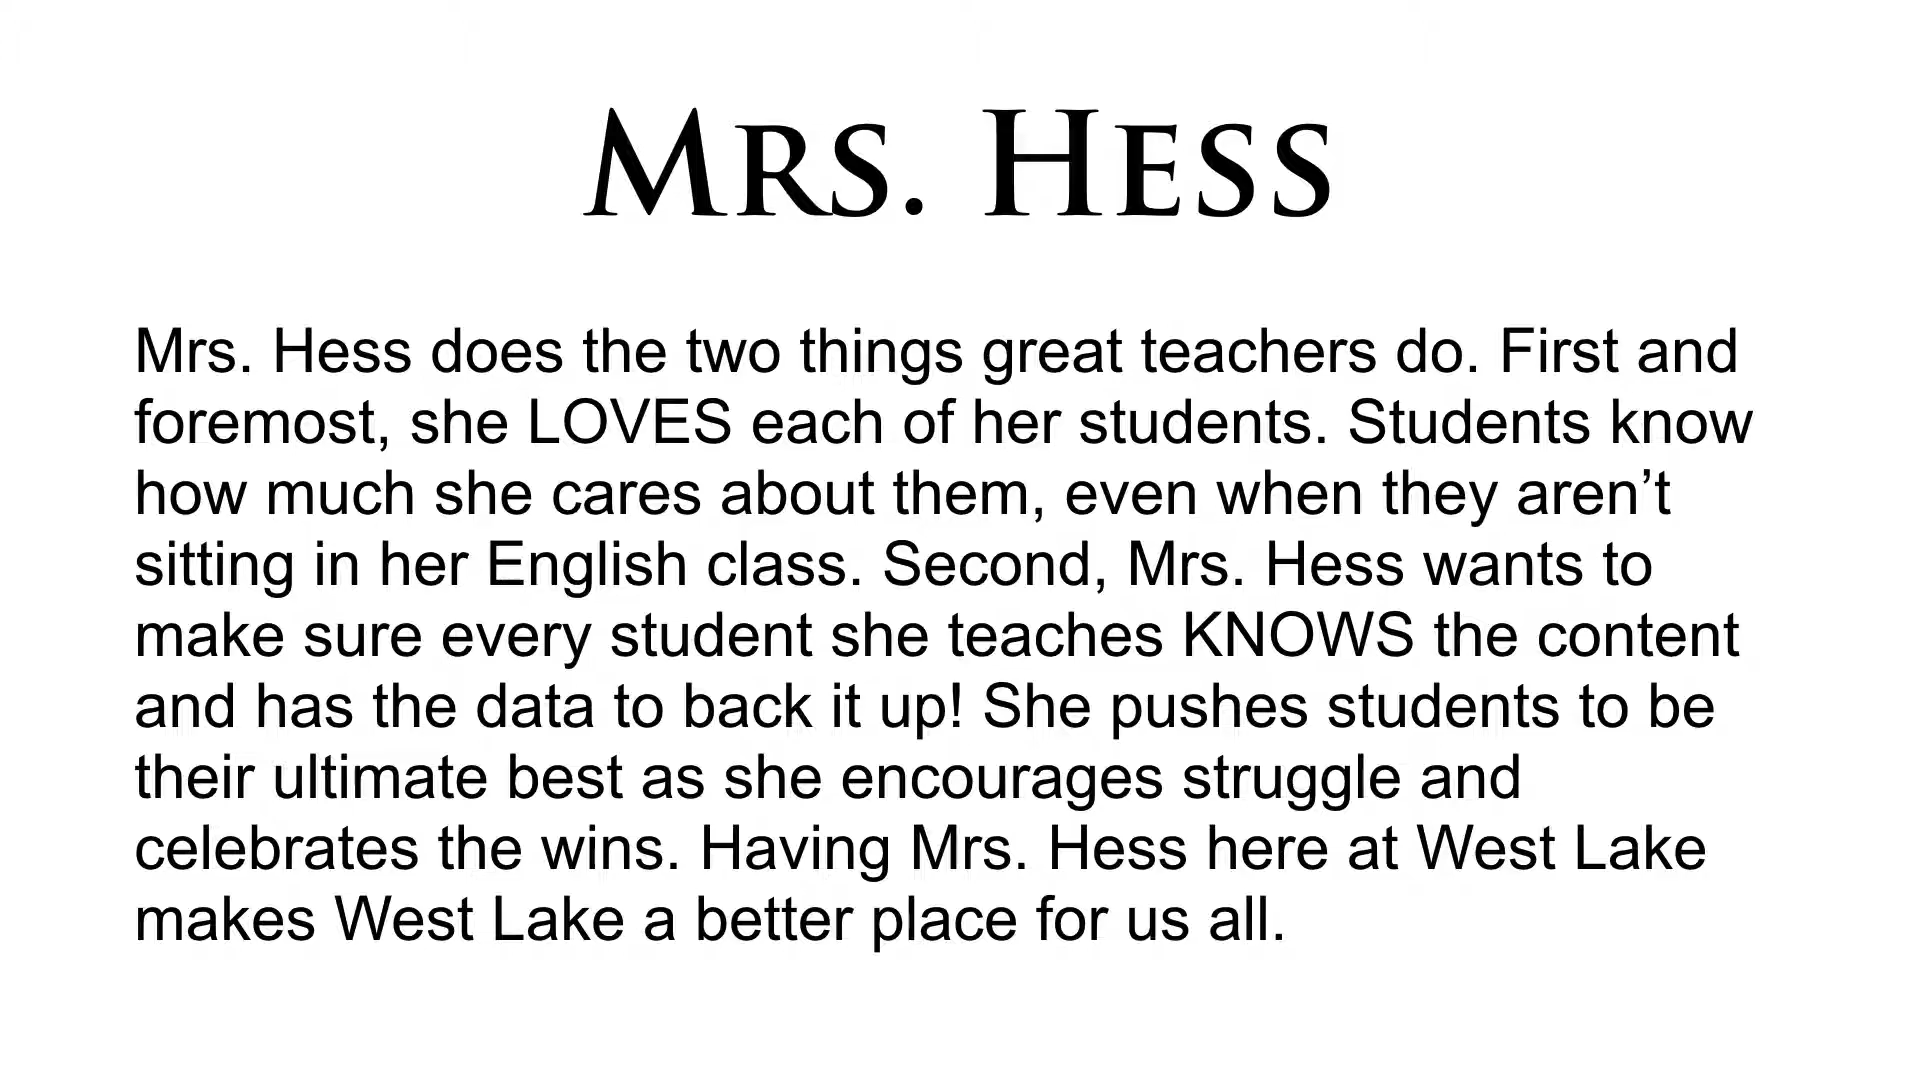 Mrs. Hess
Mrs. Hess does the two things great teachers do. First and
foremost, she LOVES each of her students. Students know
how much she cares about them, even when they aren’t
sitting in her English class. Second, Mrs. Hess wants to
make sure every student she teaches KNOWS the content
and has the data to back it up! She pushes students to be
their ultimate best as she encourages struggle and
celebrates the wins. Having Mrs. Hess here at West Lake
makes West Lake a better place for us all.